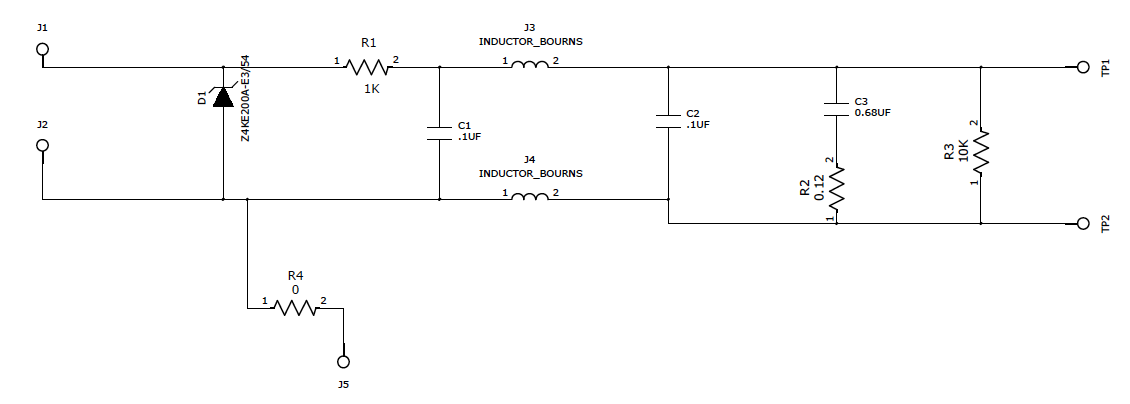 J1
J3
INDUCTOR_BOURNS
R1
1 2
1K
1 2
TP1
D1
Z4KE200A-E3/54
J2
C1
.1UF
C2
.1UF
C3
0.68UF
2
R3
10K
1
J4
INDUCTOR_BOURNS
1 2
2
R2
0.12
1
TP2
R4
0
1 2
J5